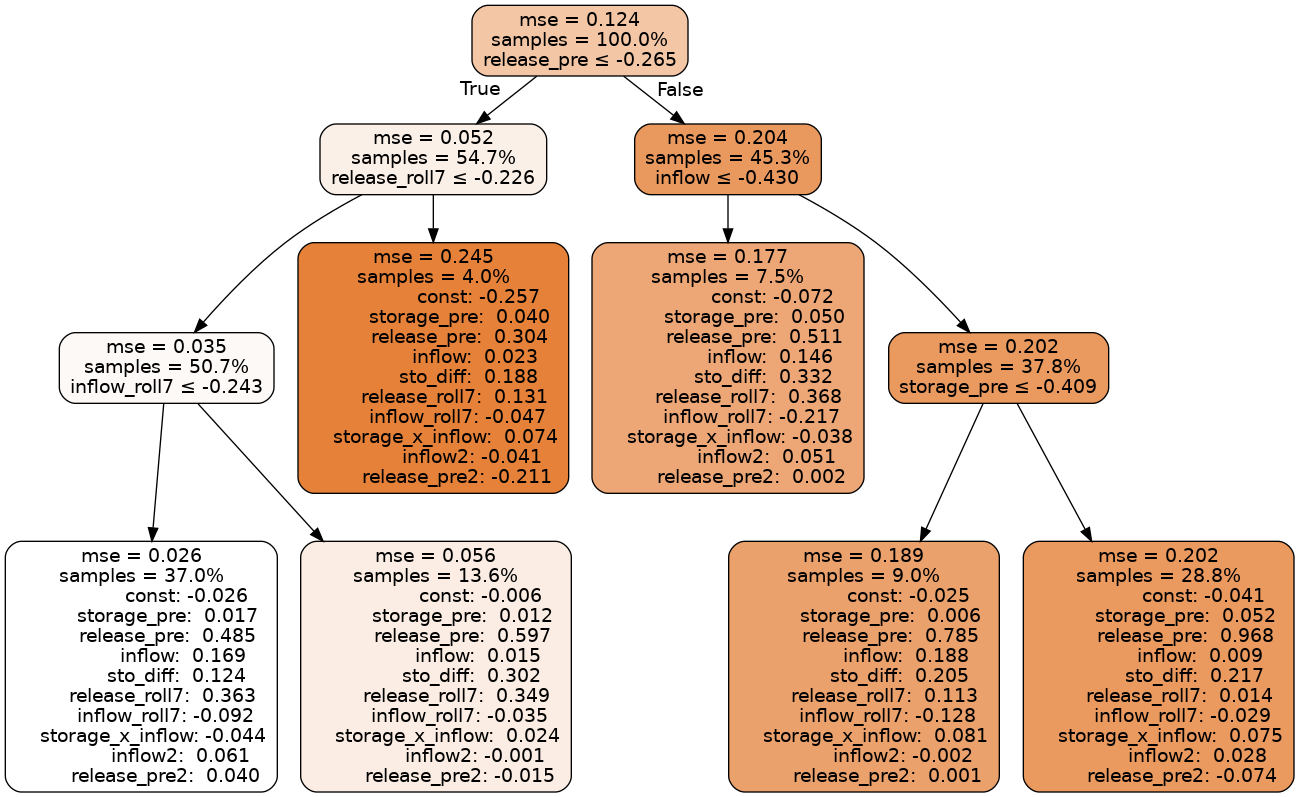 mse = 0.124
samples = 100.0%
release_pre ≤ -0.265
True
False
mse = 0.052
samples = 54.7%
release_roll7 ≤ -0.226
mse = 0.204
samples = 45.3%
inflow ≤ -0.430
mse = 0.035
samples = 50.7%
inflow_roll7 ≤ -0.243
mse = 0.245
samples = 4.0%
const: -0.257
storage_pre: 0.040
release_pre: 0.304
inflow: 0.023
sto_diff: 0.188
release_roll7: 0.131
inflow_roll7: -0.047
storage_x_inflow: 0.074
inflow2: -0.041
release_pre2: -0.211
mse = 0.177
samples = 7.5%
const: -0.072
storage_pre: 0.050
release_pre: 0.511
inflow: 0.146
sto_diff: 0.332
release_roll7: 0.368
inflow_roll7: -0.217
storage_x_inflow: -0.038
inflow2: 0.051
release_pre2: 0.002
mse = 0.202
samples = 37.8%
storage_pre ≤ -0.409
mse = 0.026
samples = 37.0%
const: -0.026
storage_pre: 0.017
release_pre: 0.485
inflow: 0.169
sto_diff: 0.124
release_roll7: 0.363
inflow_roll7: -0.092
storage_x_inflow: -0.044
inflow2: 0.061
release_pre2: 0.040
mse = 0.056
samples = 13.6%
const: -0.006
storage_pre: 0.012
release_pre: 0.597
inflow: 0.015
sto_diff: 0.302
release_roll7: 0.349
inflow_roll7: -0.035
storage_x_inflow: 0.024
inflow2: -0.001
release_pre2: -0.015
mse = 0.189
samples = 9.0%
const: -0.025
storage_pre: 0.006
release_pre: 0.785
inflow: 0.188
sto_diff: 0.205
release_roll7: 0.113
inflow_roll7: -0.128
storage_x_inflow: 0.081
inflow2: -0.002
release_pre2: 0.001
mse = 0.202
samples = 28.8%
const: -0.041
storage_pre: 0.052
release_pre: 0.968
inflow: 0.009
sto_diff: 0.217
release_roll7: 0.014
inflow_roll7: -0.029
storage_x_inflow: 0.075
inflow2: 0.028
release_pre2: -0.074